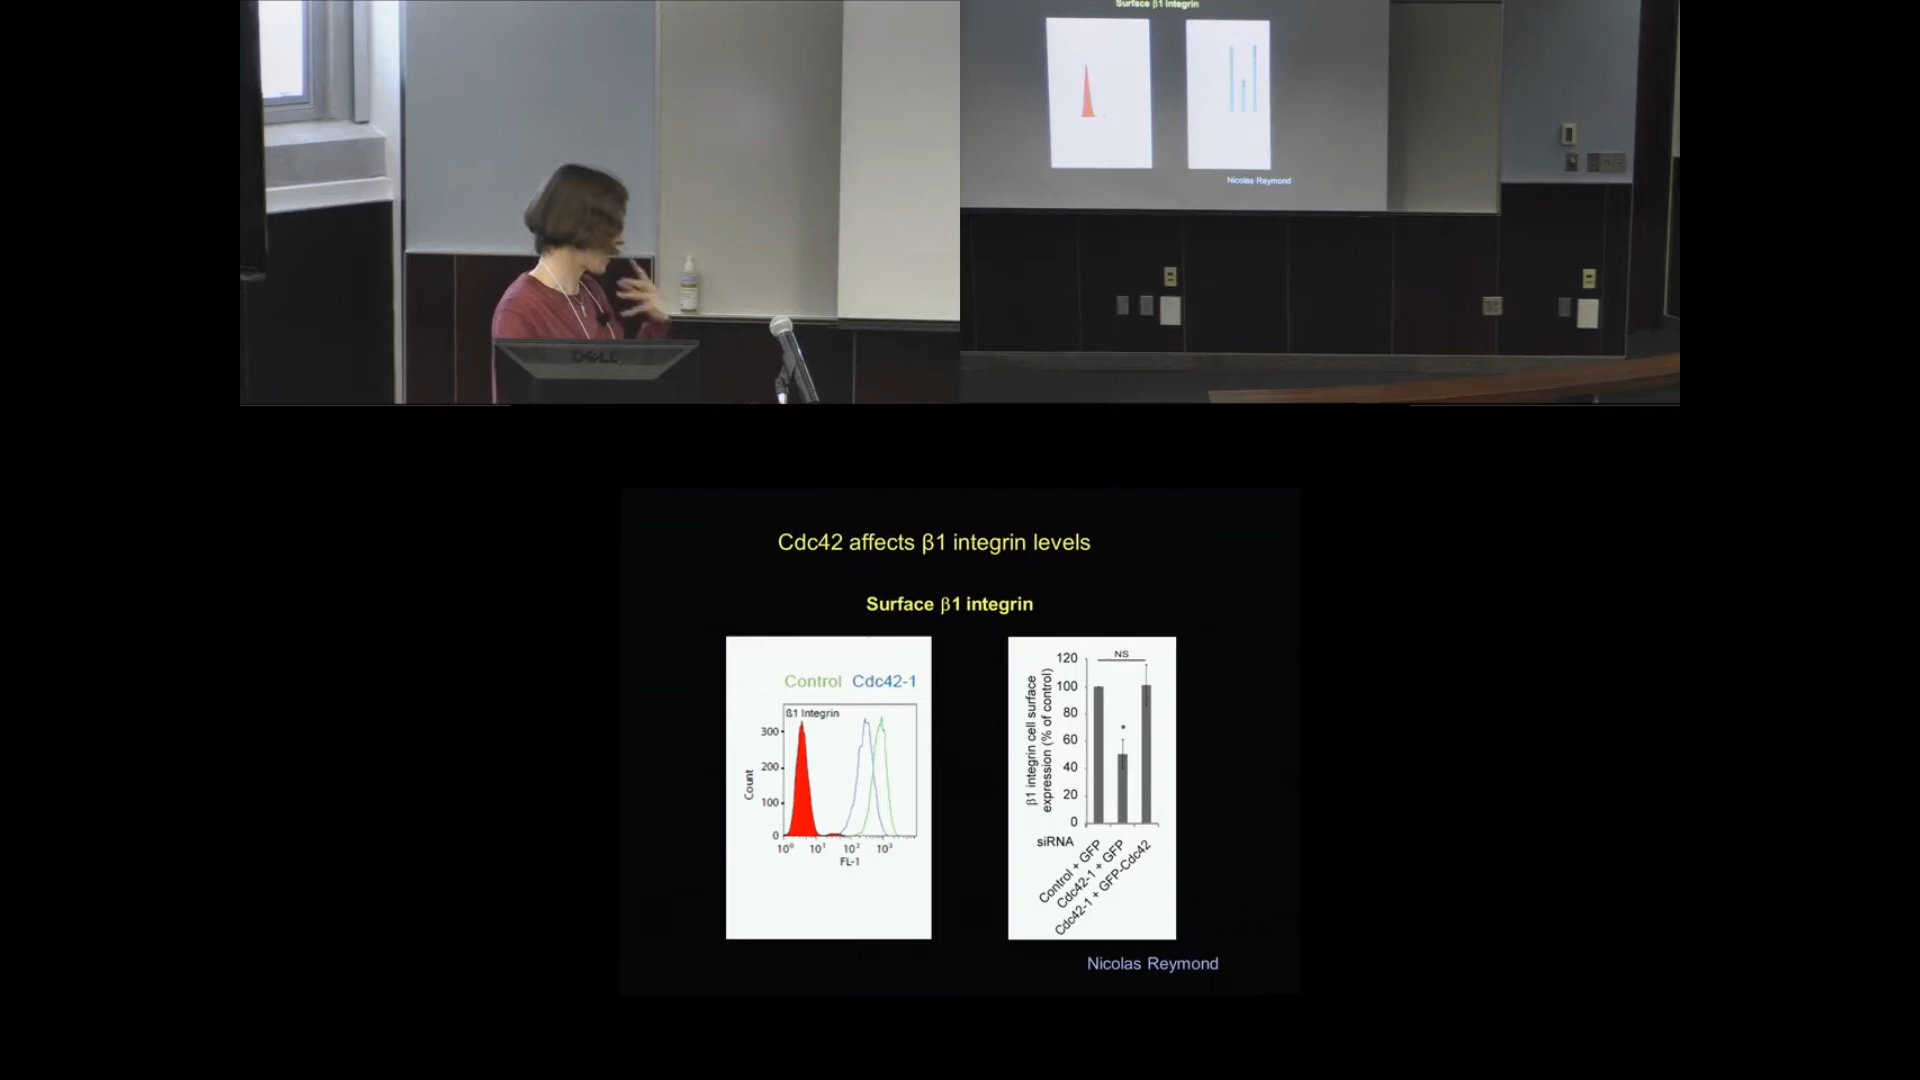 Surface β1 integrin
Nicolas Reymond
DELL
Cdc42 affects β1 integrin levels
Surface β1 integrin
Control Cdc42-1
ß1 Integrin
300
200
100
0
Count
10⁰ 10¹ 10² 10³
FL-1
NS
120
100
80
60
40
20
0
β1 integrin cell surface
expression (% of control)
*
siRNA
Control + GFP
Cdc42-1 + GFP
Cdc42-1 + GFP-Cdc42
Nicolas Reymond